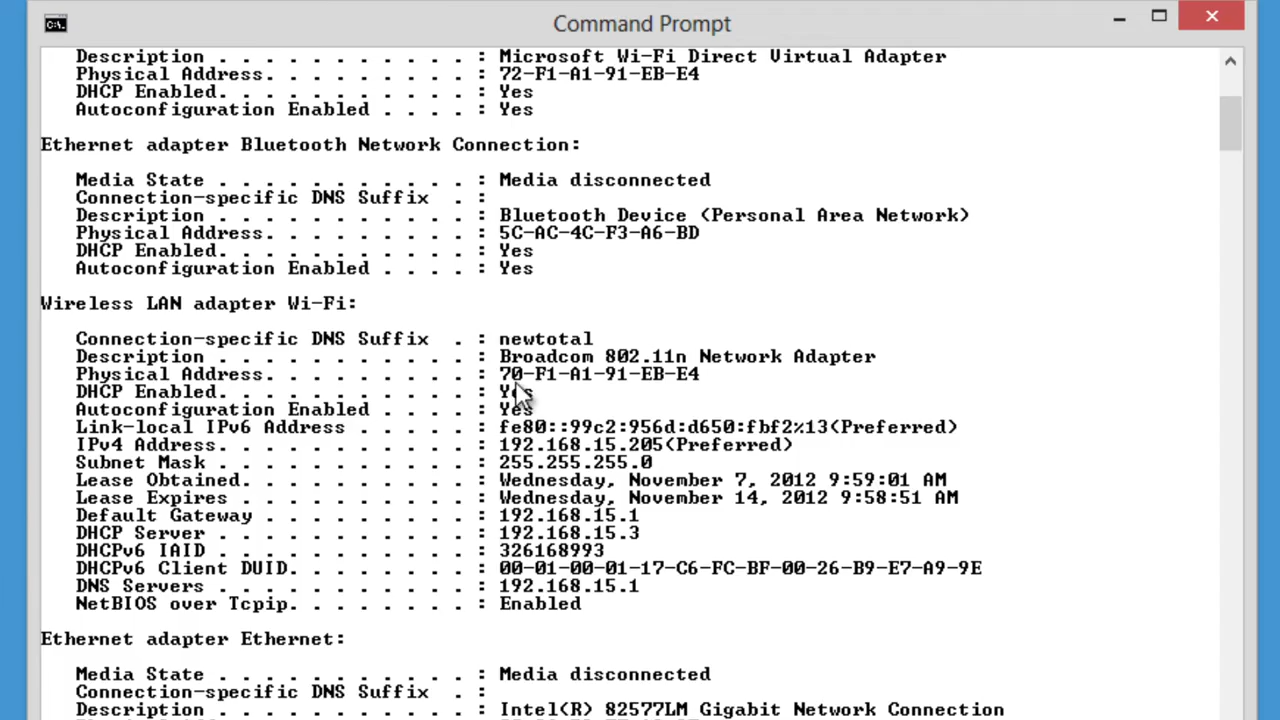 Command Prompt
Description . . . . . . . . . . . : Microsoft Wi-Fi Direct Virtual Adapter
Physical Address. . . . . . . . . : 72-F1-A1-91-EB-E4
DHCP Enabled. . . . . . . . . . . : Yes
Autoconfiguration Enabled . . . . : Yes
Ethernet adapter Bluetooth Network Connection:
Media State . . . . . . . . . . . : Media disconnected
Connection-specific DNS Suffix  . :
Description . . . . . . . . . . . : Bluetooth Device (Personal Area Network)
Physical Address. . . . . . . . . : 5C-AC-4C-F3-A6-BD
DHCP Enabled. . . . . . . . . . . : Yes
Autoconfiguration Enabled . . . . : Yes
Wireless LAN adapter Wi-Fi:
Connection-specific DNS Suffix  . : newtotal
Description . . . . . . . . . . . : Broadcom 802.11n Network Adapter
Physical Address. . . . . . . . . : 70-F1-A1-91-EB-E4
DHCP Enabled. . . . . . . . . . . : Yes
Autoconfiguration Enabled . . . . : Yes
Link-local IPv6 Address . . . . . : fe80::99c2:956d:d650:fbf2%13(Preferred)
IPv4 Address. . . . . . . . . . . : 192.168.15.205(Preferred)
Subnet Mask . . . . . . . . . . . : 255.255.255.0
Lease Obtained. . . . . . . . . . : Wednesday, November 7, 2012 9:59:01 AM
Lease Expires . . . . . . . . . . : Wednesday, November 14, 2012 9:58:51 AM
Default Gateway . . . . . . . . . : 192.168.15.1
DHCP Server . . . . . . . . . . . : 192.168.15.3
DHCPv6 IAID . . . . . . . . . . . : 326168993
DHCPv6 Client DUID. . . . . . . . : 00-01-00-01-17-C6-FC-BF-00-26-B9-E7-A9-9E
DNS Servers . . . . . . . . . . . : 192.168.15.1
NetBIOS over Tcpip. . . . . . . . : Enabled
Ethernet adapter Ethernet:
Media State . . . . . . . . . . . : Media disconnected
Connection-specific DNS Suffix  . :
Description . . . . . . . . . . . : Intel(R) 82577LM Gigabit Network Connection